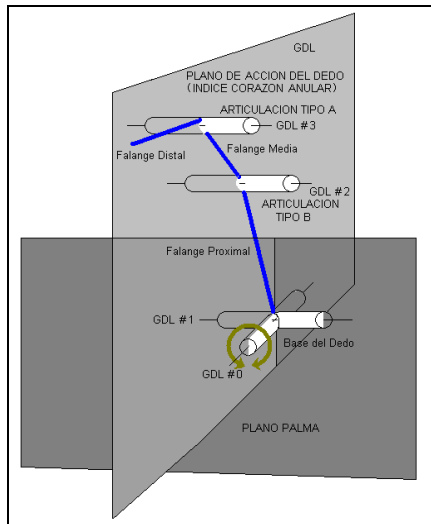 GDL
PLANO DE ACCION DEL DEDO
(INDICE CORAZON ANULAR)
ARTICULACION TIPO A
GDL #3
Falange Distal
Falange Media
GDL #2
ARTICULACION
TIPO B
Falange Proximal
GDL #1
Base del Dedo
GDL #0
PLANO PALMA